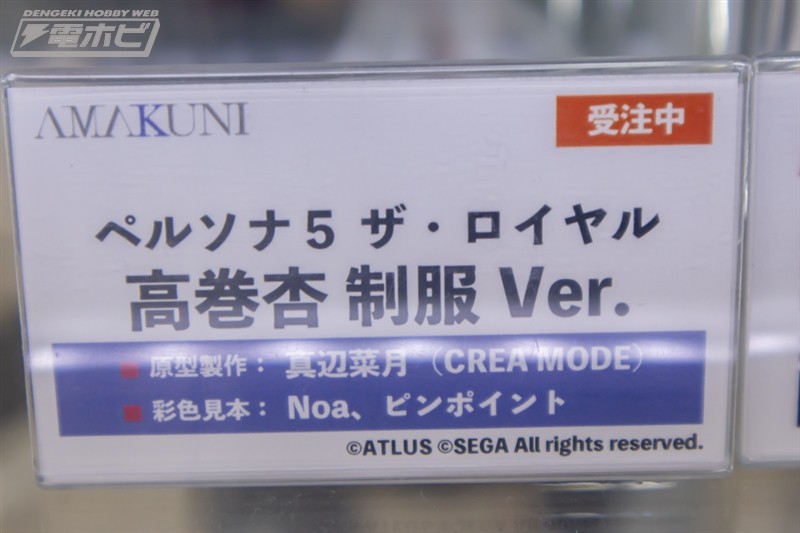 DENGEKI HOBBY WEB
電ホビ
AMAKUNI
受注中
ペルソナ5 ザ・ロイヤル
高巻杏 制服 Ver.
■ 原型製作： 真辺菜月（CREA MODE）
■ 彩色見本： Noa、ピンポイント
©ATLUS ©SEGA All rights reserved.